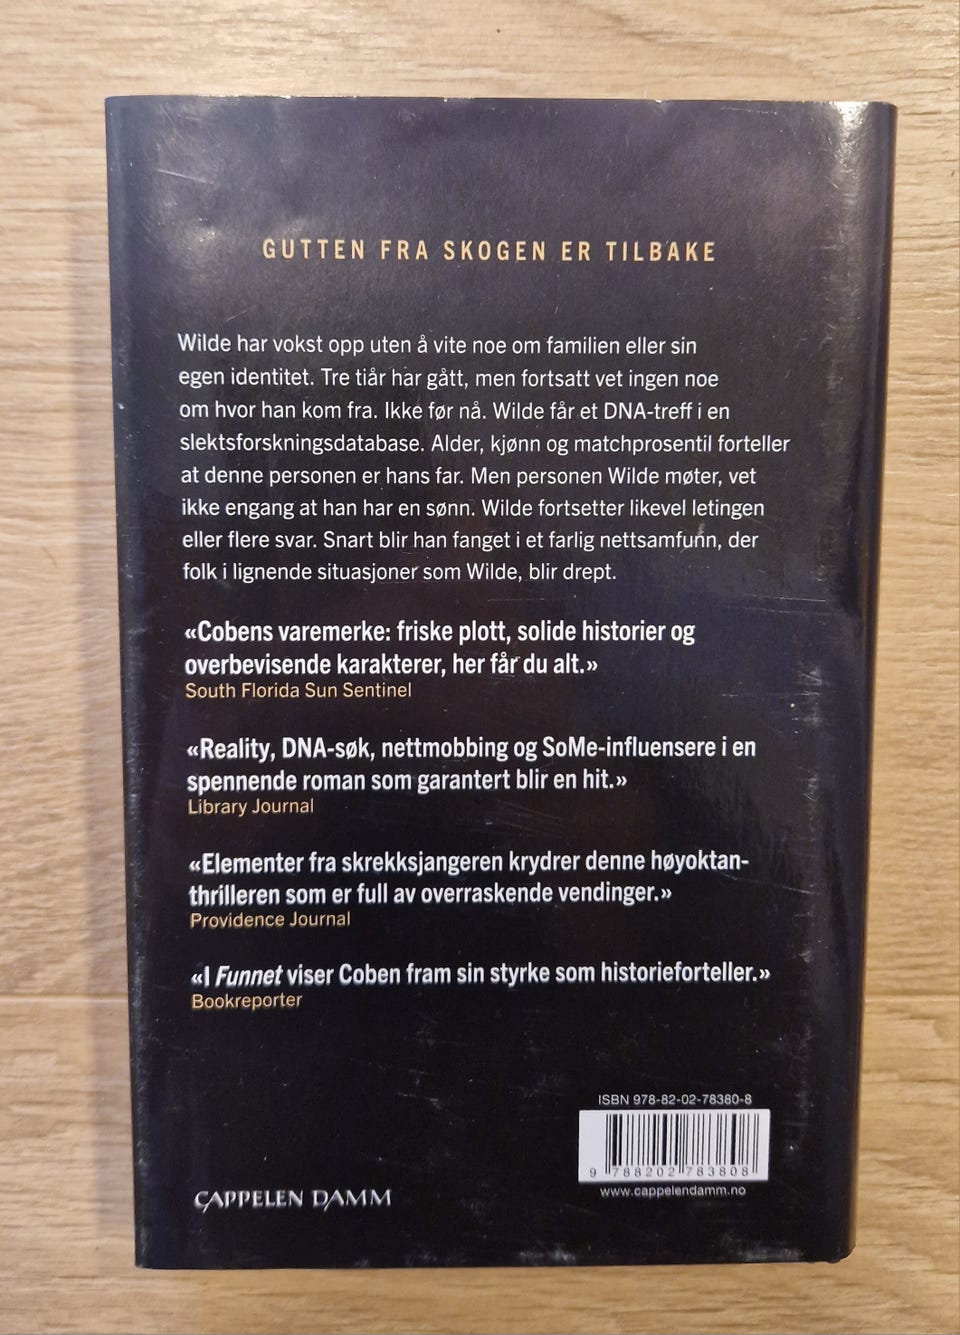 GUTTEN FRA SKOGEN ER TILBAKE
Wilde har vokst opp uten å vite noe om familien eller sin
egen identitet. Tre tiår har gått, men fortsatt vet ingen noe
om hvor han kom fra. Ikke før nå. Wilde får et DNA-treff i en
slektsforskningsdatabase. Alder, kjønn og matchprosentil forteller
at denne personen er hans far. Men personen Wilde møter, vet
ikke engang at han har en sønn. Wilde fortsetter likevel letingen
eller flere svar. Snart blir han fanget i et farlig nettsamfunn, der
folk i lignende situasjoner som Wilde, blir drept.
«Cobens varemerke: friske plott, solide historier og
overbevisende karakterer, her får du alt.»
South Florida Sun Sentinel
«Reality, DNA-søk, nettmobbing og SoMe-influensere i en
spennende roman som garantert blir en hit.»
Library Journal
«Elementer fra skrekksjangeren krydrer denne høyoktan-
thrilleren som er full av overraskende vendinger.»
Providence Journal
«I Funnet viser Coben fram sin styrke som historieforteller.»
Bookreporter
ISBN 978-82-02-78380-8
9 788202 783808
www.cappelendamm.no
CAPPELEN DAMM